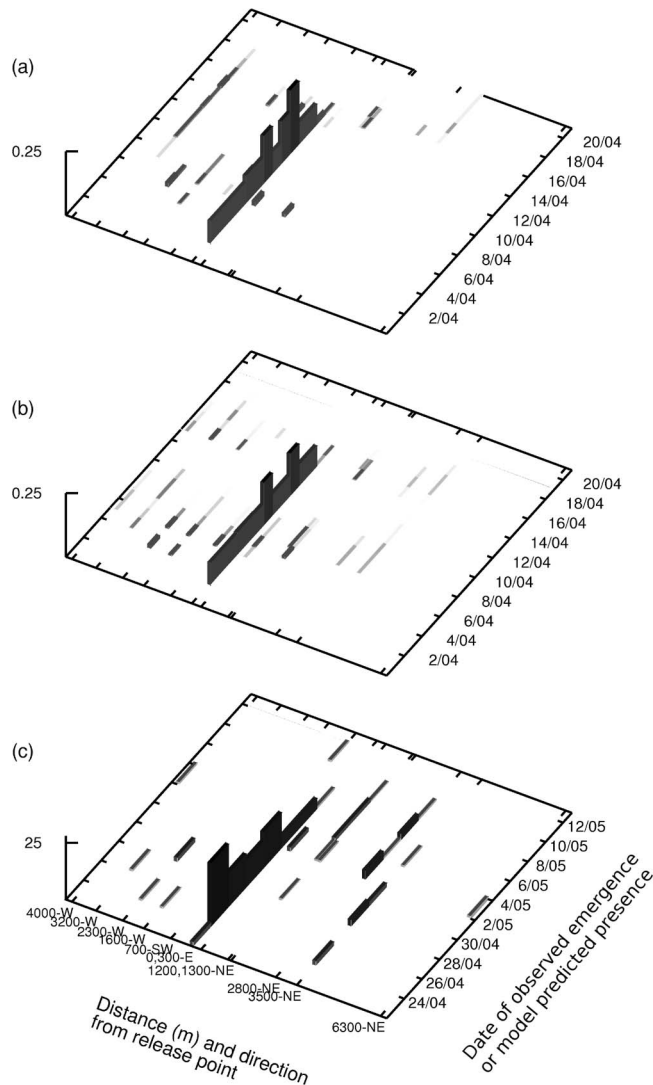 (a)
0.25
20/04
18/04
16/04
14/04
12/04
10/04
8/04
6/04
4/04
2/04
(b)
0.25
20/04
18/04
16/04
14/04
12/04
10/04
8/04
6/04
4/04
2/04
(c)
25
12/05
10/05
8/05
6/05
4/05
2/05
30/04
28/04
26/04
24/04
4000-W
3200-W
2300-W
1600-W
700-SW
0,300-E
1200,1300-NE
2800-NE
3500-NE
6300-NE
Distance (m) and direction
from release point
Date of observed emergence
or model predicted presence